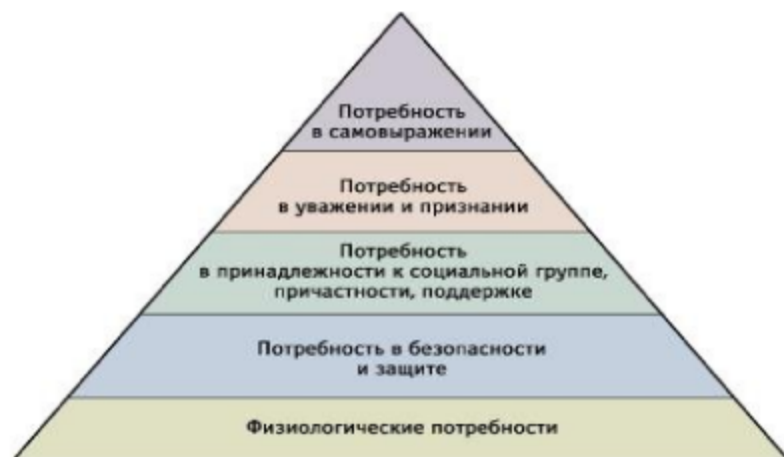 Потребность
в самовыражении
Потребность
в уважении и признании
Потребность
в принадлежности к социальной группе,
причастности, поддержке
Потребность в безопасности
и защите
Физиологические потребности